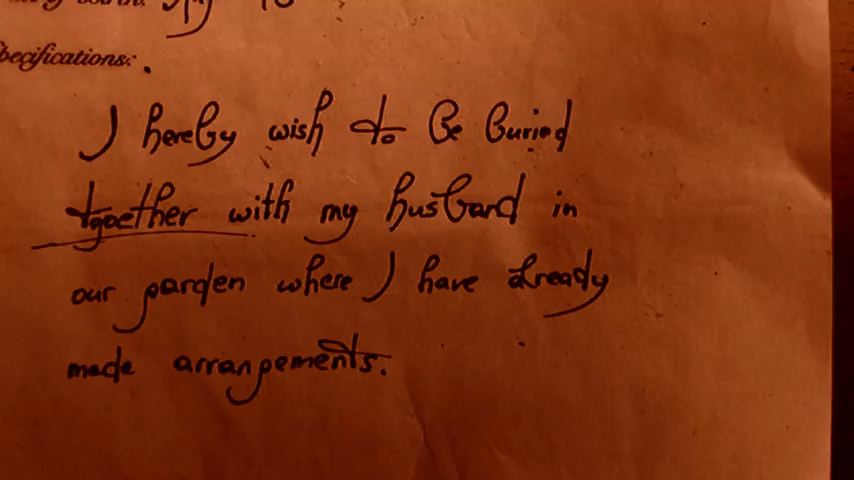 Specifications:
I hereby wish to be buried
together with my husband in
our garden where I have already
made arrangements.